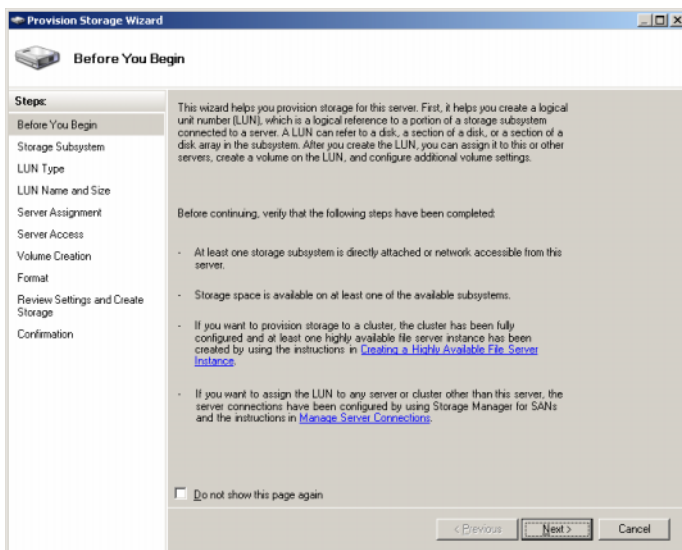 Provision Storage Wizard
Before You Begin
Steps:
Before You Begin
Storage Subsystem
LUN Type
LUN Name and Size
Server Assignment
Server Access
Volume Creation
Format
Review Settings and Create
Storage
Confirmation
This wizard helps you provision storage for this server. First, it helps you create a logical
unit number (LUN), which is a logical reference to a portion of a storage subsystem
connected to a server. A LUN can refer to a disk, a section of a disk, or a section of a
disk array in the subsystem. After you create the LUN, you can assign it to this or other
servers, create a volume on the LUN, and configure additional volume settings.
Before continuing, verify that the following steps have been completed:
- At least one storage subsystem is directly attached or network accessible from this
server.
- Storage space is available on at least one of the available subsystems.
- If you want to provision storage to a cluster, the cluster has been fully
configured and at least one highly available file server instance has been
created by using the instructions in Creating a Highly Available File Server
Instance.
- If you want to assign the LUN to any server or cluster other than this server, the
server connections have been configured by using Storage Manager for SANs
and the instructions in Manage Server Connections.
Do not show this page again
< Previous
Next >
Cancel